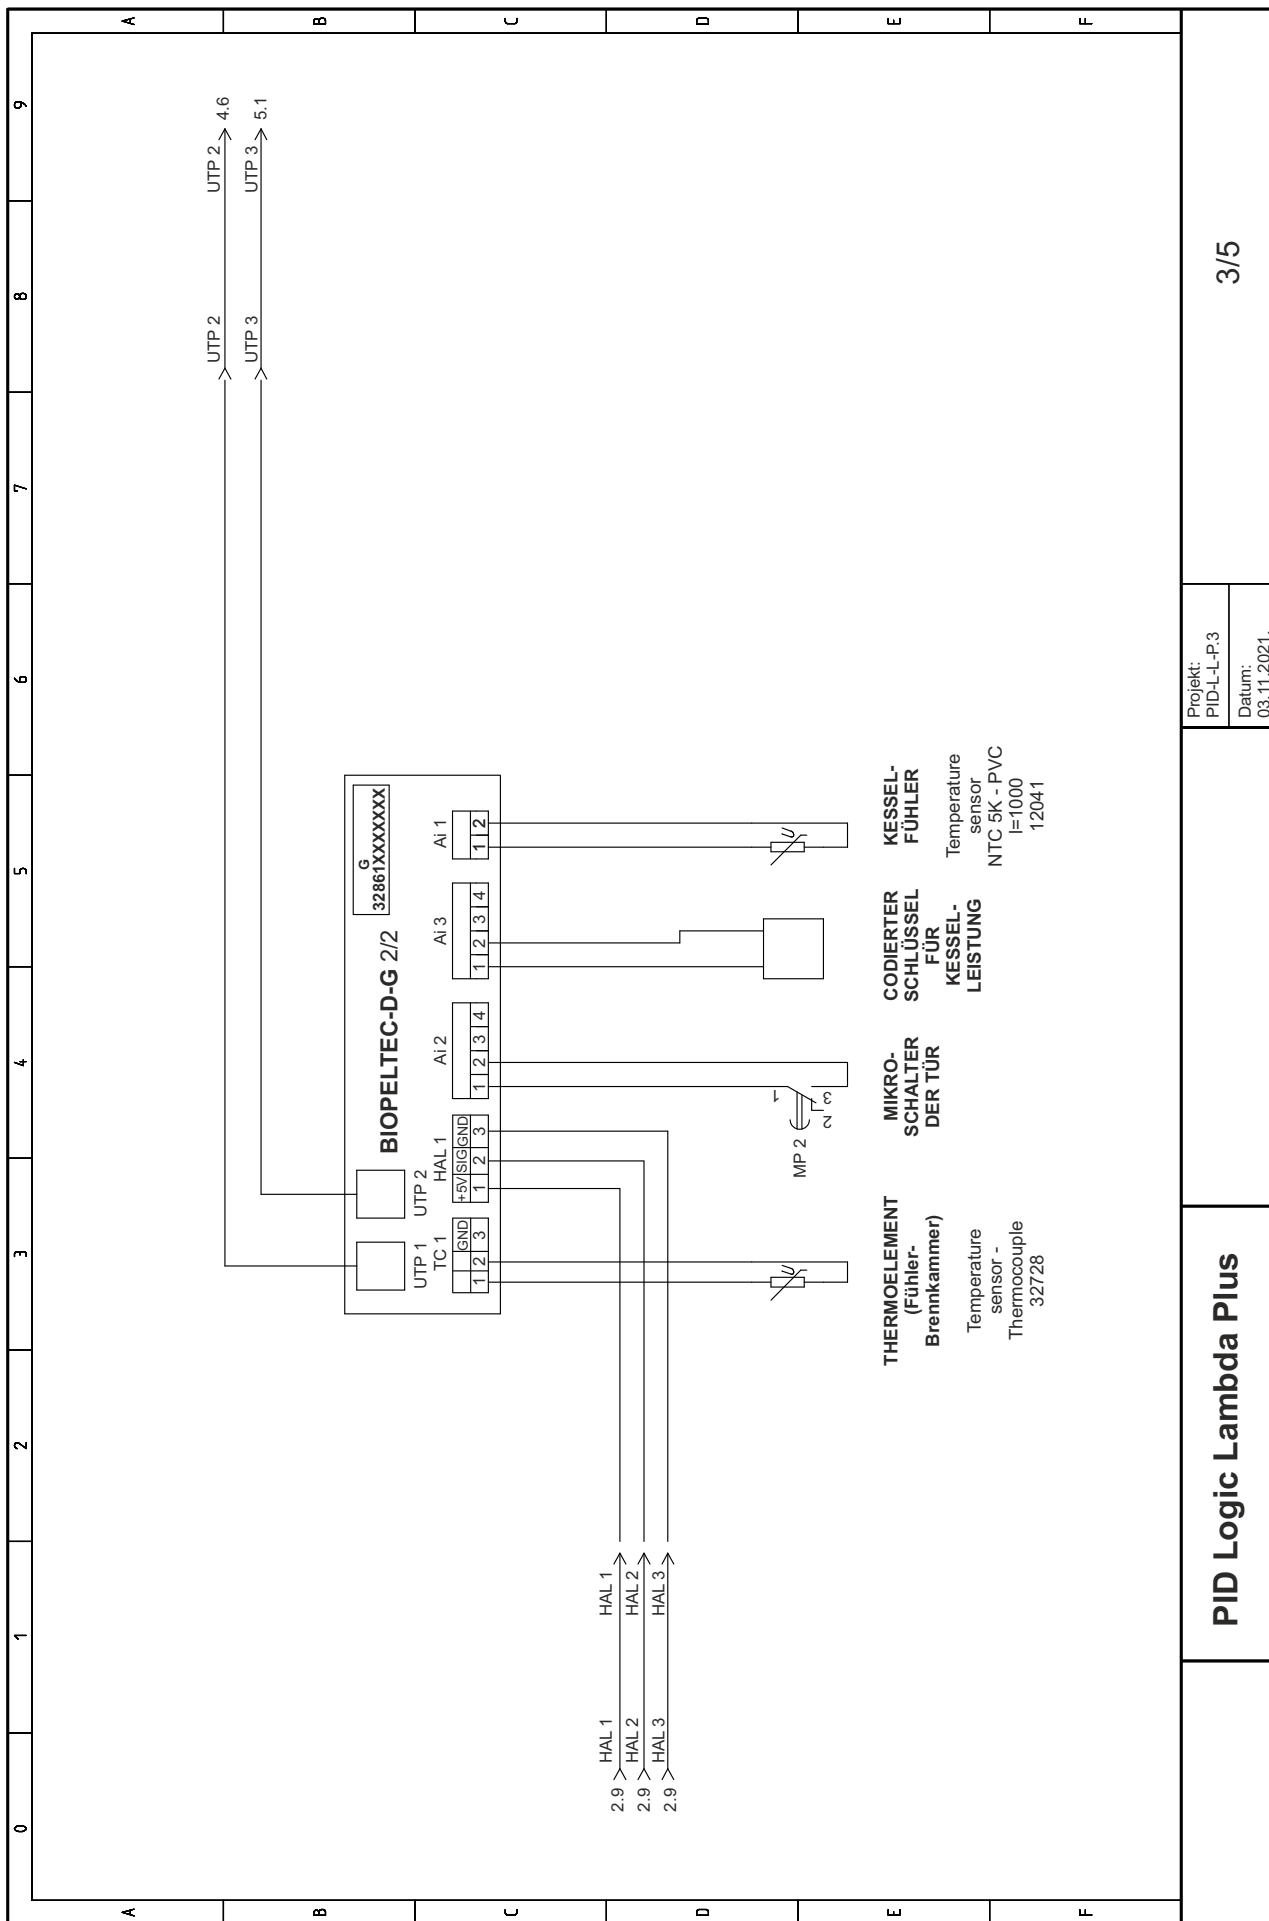 0 1 2 3 4 5 6 7 8 9
A
B
C
D
E
F
A
B
C
D
E
F
UTP 2 UTP 2 4.6
UTP 3 UTP 3 5.1
G
32861XXXXXXX
BIOPELTEC-D-G 2/2
UTP 1 UTP 2
TC 1 HAL 1 Ai 2 Ai 3 Ai 1
GND +5V SIG GND
1 2 3 1 2 3 1 2 3 4 1 2 3 4 1 2
2.9 HAL 1 HAL 1
2.9 HAL 2 HAL 2
2.9 HAL 3 HAL 3
U
MP 2
1
2 3
U
THERMOELEMENT
(Fühler-
Brennkammer)
Temperature
sensor -
Thermocouple
32728
MIKRO-
SCHALTER
DER TÜR
CODIERTER
SCHLÜSSEL
FÜR
KESSEL-
LEISTUNG
KESSEL-
FÜHLER
Temperature
sensor
NTC 5K - PVC
l=1000
12041
PID Logic Lambda Plus
Projekt:
PID-L-L-P.3
Datum:
03.11.2021.
3/5